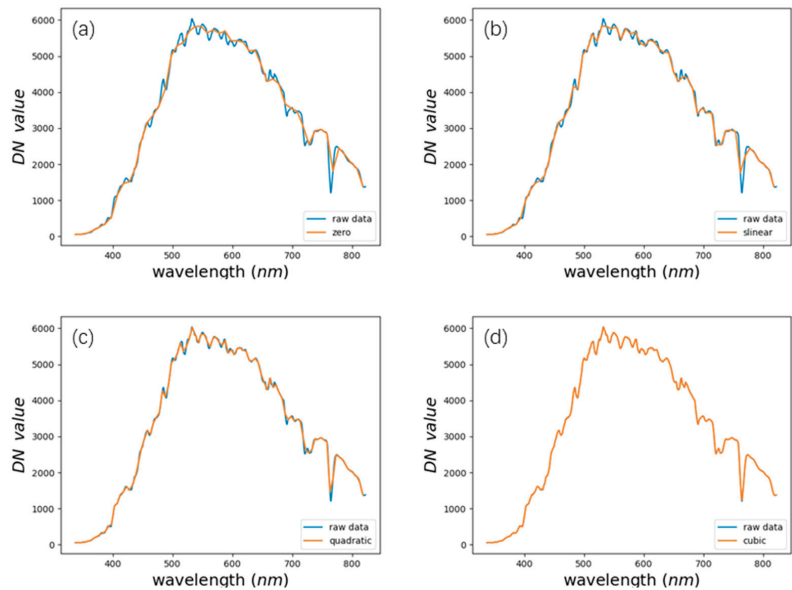 (a)
DN value
6000
5000
4000
3000
2000
1000
0
400 500 600 700 800
wavelength (nm)
raw data
zero
(b)
DN value
6000
5000
4000
3000
2000
1000
0
400 500 600 700 800
wavelength (nm)
raw data
slinear
(c)
DN value
6000
5000
4000
3000
2000
1000
0
400 500 600 700 800
wavelength (nm)
raw data
quadratic
(d)
DN value
6000
5000
4000
3000
2000
1000
0
400 500 600 700 800
wavelength (nm)
raw data
cubic